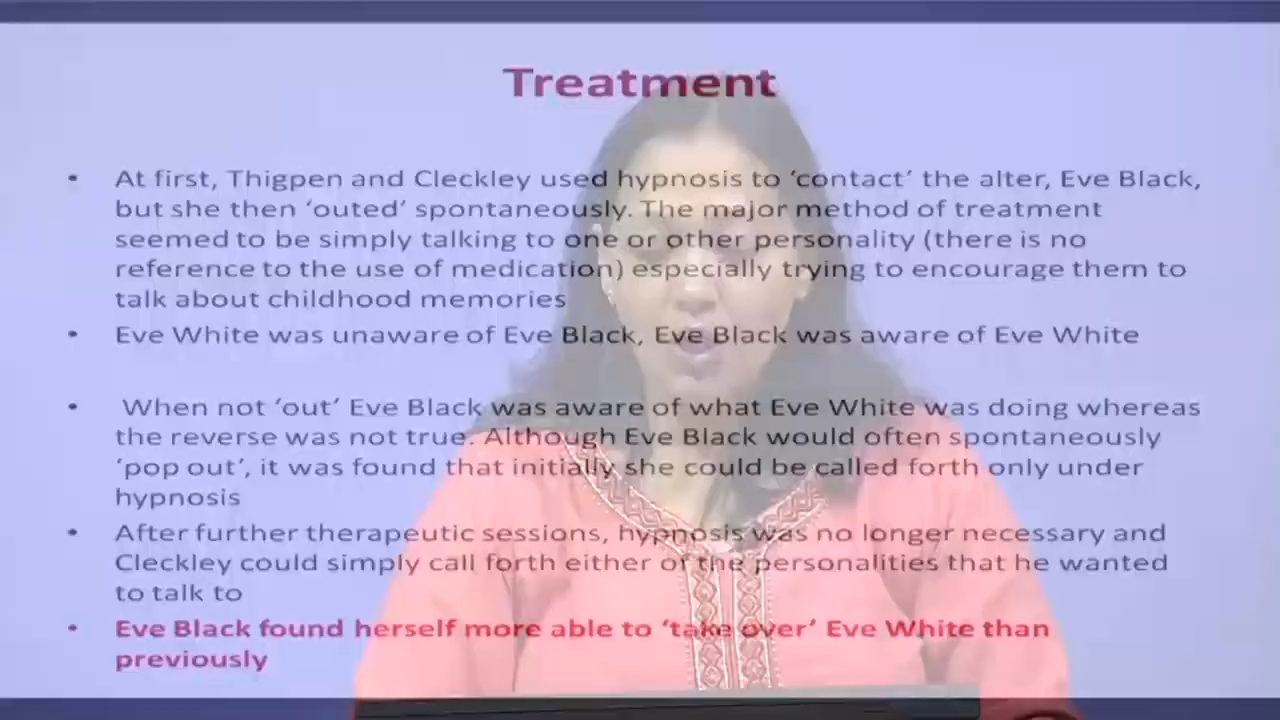 Treatment
• At first, Thigpen and Cleckley used hypnosis to ‘contact’ the alter, Eve Black,
but she then ‘outed’ spontaneously. The major method of treatment
seemed to be simply talking to one or other personality (there is no
reference to the use of medication) especially trying to encourage them to
talk about childhood memories
• Eve White was unaware of Eve Black, Eve Black was aware of Eve White
• When not ‘out’ Eve Black was aware of what Eve White was doing whereas
the reverse was not true. Although Eve Black would often spontaneously
‘pop out’, it was found that initially she could be called forth only under
hypnosis
• After further therapeutic sessions, hypnosis was no longer necessary and
Cleckley could simply call forth either of the personalities that he wanted
to talk to
• Eve Black found herself more able to ‘take over’ Eve White than
previously